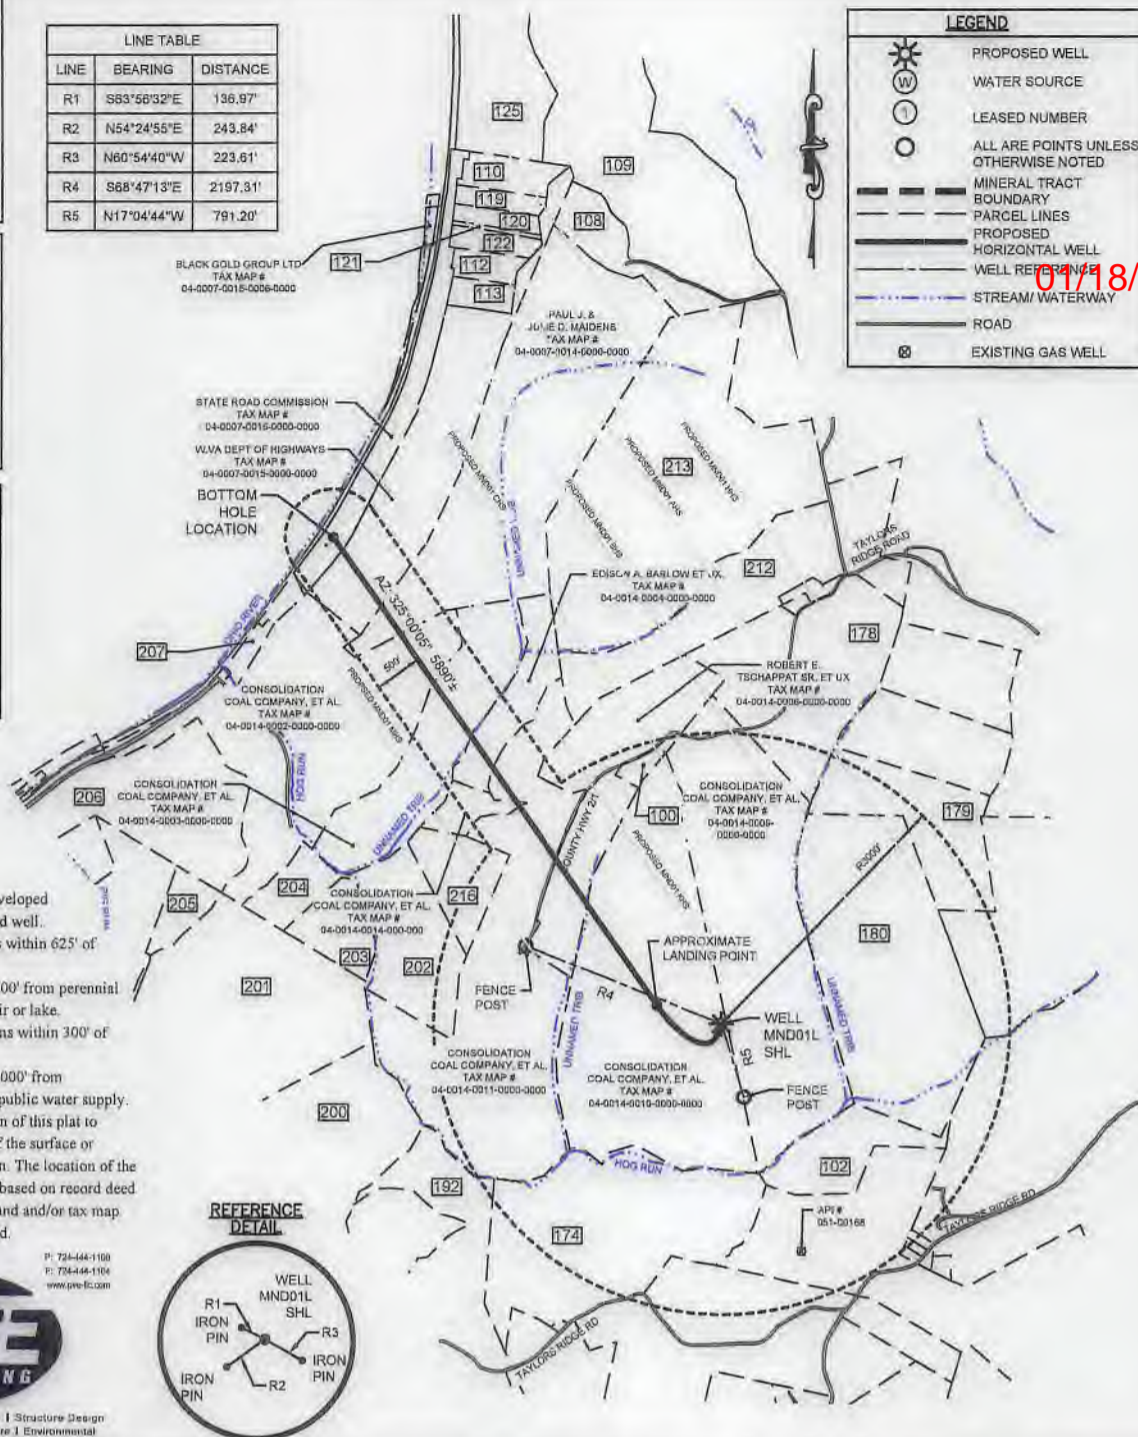 LINE TABLE
LINE BEARING DISTANCE
R1 S63°56'32"E 136.97'
R2 N54°24'55"E 243.84'
R3 N60°54'40"W 223.61'
R4 S68°47'13"E 2197.31'
R5 N17°04'44"W 791.20'
LEGEND
PROPOSED WELL
W WATER SOURCE
1 LEASED NUMBER
ALL ARE POINTS UNLESS
OTHERWISE NOTED
MINERAL TRACT
BOUNDARY
PARCEL LINES
PROPOSED
HORIZONTAL WELL
WELL REFERENCE
01/18/
STREAM/ WATERWAY
ROAD
EXISTING GAS WELL
125
109
110
119
120
108
122
121
112
113
BLACK GOLD GROUP LTD
TAX MAP #
04-0007-0018-0006-0000
PAUL J. &
JULIE D. MAIDENS
TAX MAP #
04-0007-0014-0000-0000
STATE ROAD COMMISSION
TAX MAP #
04-0007-0016-0000-0000
W.VA DEPT OF HIGHWAYS
TAX MAP #
04-0007-0015-0000-0000
BOTTOM
HOLE
LOCATION
213
212
TAYLORS
RIDGE ROAD
EDISON A. BARLOW ET UX.
TAX MAP #
04-0014-0004-0000-0000
AZ: 325°00'05" 5890'±
500'
OHIO RIVER
207
178
ROBERT E.
TSCHAPPAT SR. ET UX
TAX MAP #
04-0014-0006-0000-0000
CONSOLIDATION
COAL COMPANY, ET AL.
TAX MAP #
04-0014-0002-0000-0000
HOG RUN
206
CONSOLIDATION
COAL COMPANY, ET AL.
TAX MAP #
04-0014-0003-0000-0000
UNNAMED TRIB
COUNTY HWY 2/1
100
CONSOLIDATION
COAL COMPANY, ET AL.
TAX MAP #
04-0014-0009-
0000-0000
179
R3000'
205
204
CONSOLIDATION
COAL COMPANY, ET AL.
TAX MAP #
04-0014-0014-000-000
216
180
203
202
201
FENCE
POST
R4
APPROXIMATE
LANDING POINT
WELL
MND01L
SHL
UNNAMED TRIB
UNNAMED TRIB
R5
CONSOLIDATION
COAL COMPANY, ET AL.
TAX MAP #
04-0014-0011-0000-0000
CONSOLIDATION
COAL COMPANY, ET AL.
TAX MAP #
04-0014-0010-0000-0000
FENCE
POST
200
HOG RUN
102
192
174
API #
051-00168
TAYLORS RIDGE RD
TAYLORS RIDGE RD
veloped
d well.
s within 625' of
00' from perennial
ir or lake.
ns within 300' of
000' from
public water supply.
n of this plat to
f the surface or
n. The location of the
based on record deed
and and/or tax map
d.
P: 724-444-1100
F: 724-444-1104
www.pve-llc.com
REFERENCE
DETAIL
WELL
MND01L
SHL
R1
IRON
PIN
R3
IRON
PIN
IRON
PIN
R2
Structure Design
Environmental